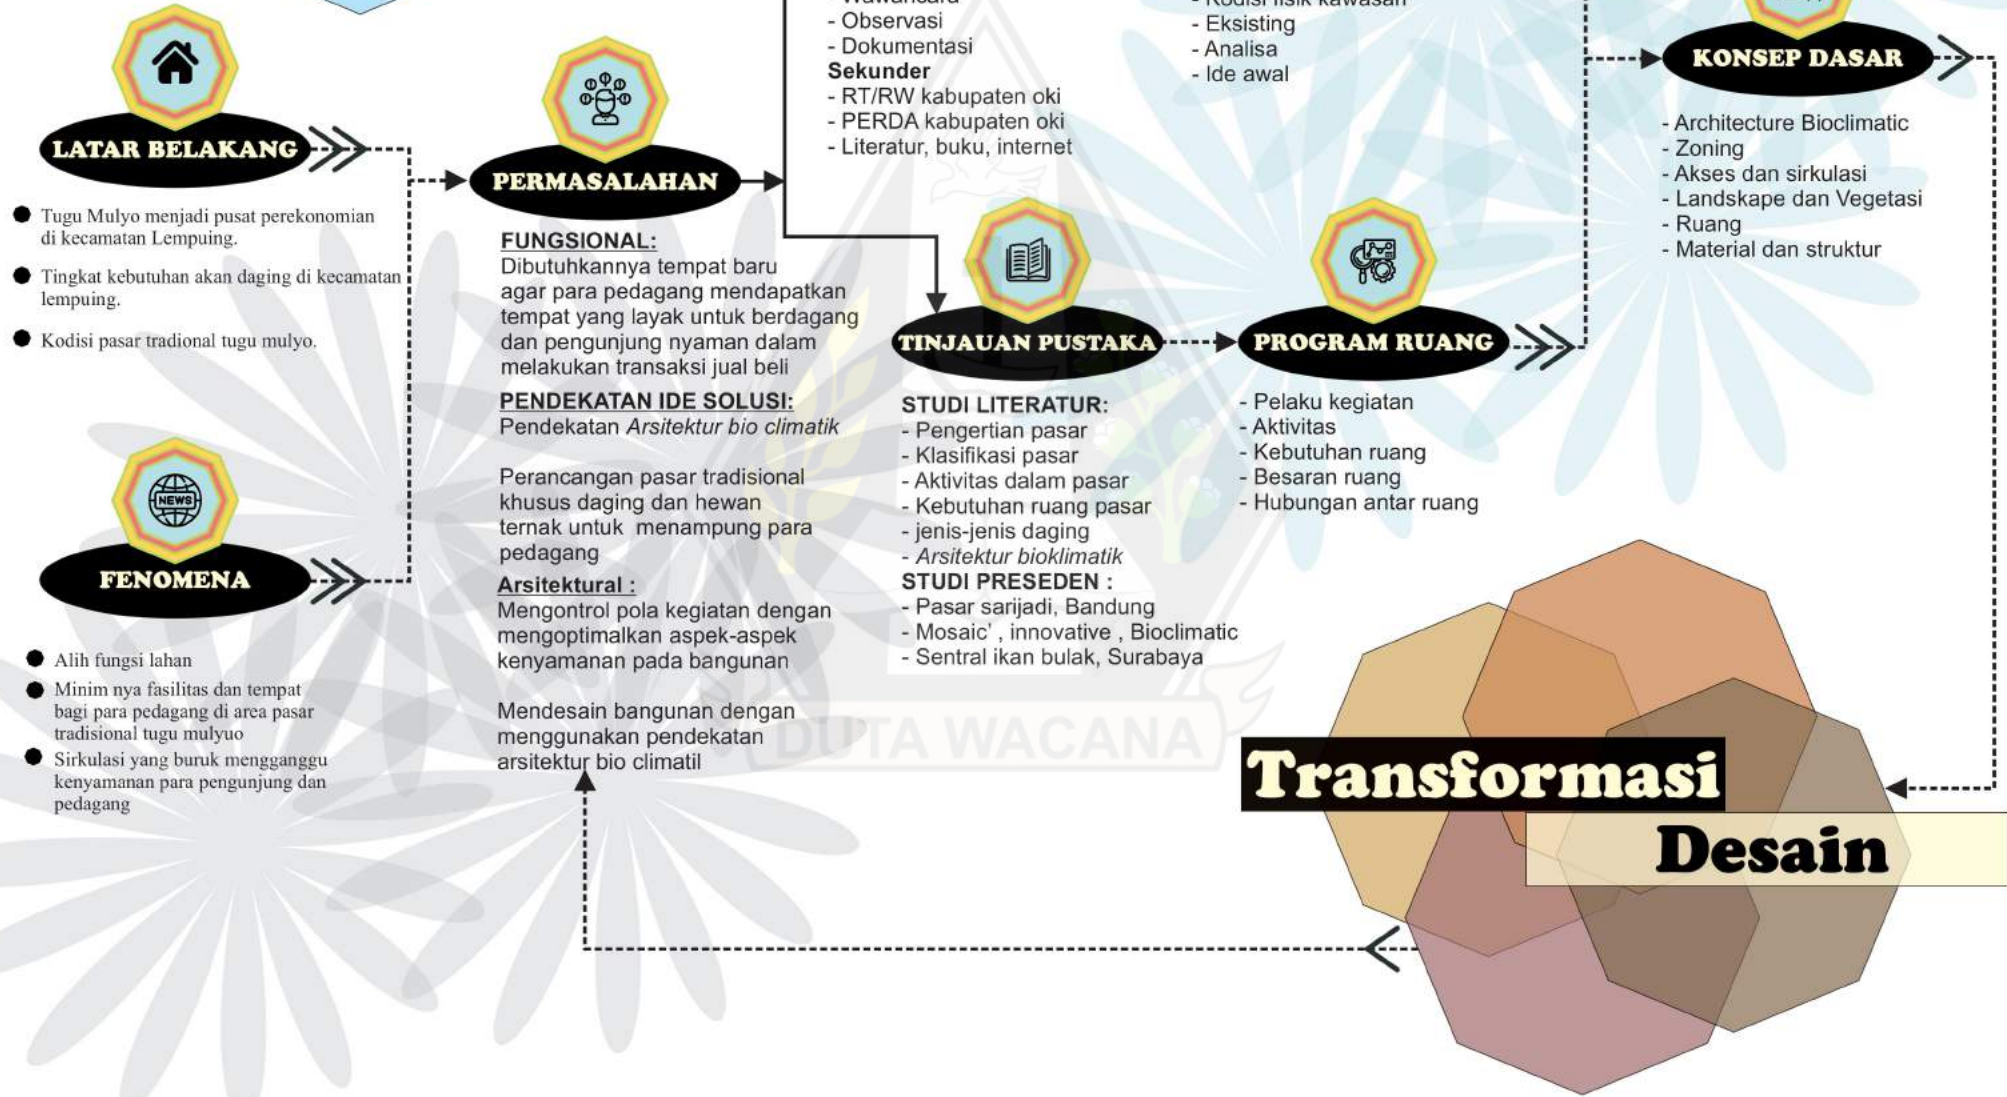 LATAR BELAKANG
Tugu Mulyo menjadi pusat perekonomian
di kecamatan Lempuing.
Tingkat kebutuhan akan daging di kecamatan
lempuing.
Kodisi pasar tradional tugu mulyo.
NEWS
FENOMENA
Alih fungsi lahan
Minim nya fasilitas dan tempat
bagi para pedagang di area pasar
tradisional tugu mulyuo
Sirkulasi yang buruk mengganggu
kenyamanan para pengunjung dan
pedagang
PERMASALAHAN
FUNGSIONAL:
Dibutuhkannya tempat baru
agar para pedagang mendapatkan
tempat yang layak untuk berdagang
dan pengunjung nyaman dalam
melakukan transaksi jual beli
PENDEKATAN IDE SOLUSI:
Pendekatan Arsitektur bio climatik
Perancangan pasar tradisional
khusus daging dan hewan
ternak untuk menampung para
pedagang
Arsitektural :
Mengontrol pola kegiatan dengan
mengoptimalkan aspek-aspek
kenyamanan pada bangunan
Mendesain bangunan dengan
menggunakan pendekatan
arsitektur bio climatil
- Wawancara
- Observasi
- Dokumentasi
Sekunder
- RT/RW kabupaten oki
- PERDA kabupaten oki
- Literatur, buku, internet
TINJAUAN PUSTAKA
STUDI LITERATUR:
- Pengertian pasar
- Klasifikasi pasar
- Aktivitas dalam pasar
- Kebutuhan ruang pasar
- jenis-jenis daging
- Arsitektur bioklimatik
STUDI PRESEDEN :
- Pasar sarijadi, Bandung
- Mosaic' , innovative , Bioclimatic
- Sentral ikan bulak, Surabaya
- Kodisi fisik kawasan
- Eksisting
- Analisa
- Ide awal
PROGRAM RUANG
- Pelaku kegiatan
- Aktivitas
- Kebutuhan ruang
- Besaran ruang
- Hubungan antar ruang
KONSEP DASAR
- Architecture Bioclimatic
- Zoning
- Akses dan sirkulasi
- Landskape dan Vegetasi
- Ruang
- Material dan struktur
DUTA WACANA
Transformasi
Desain